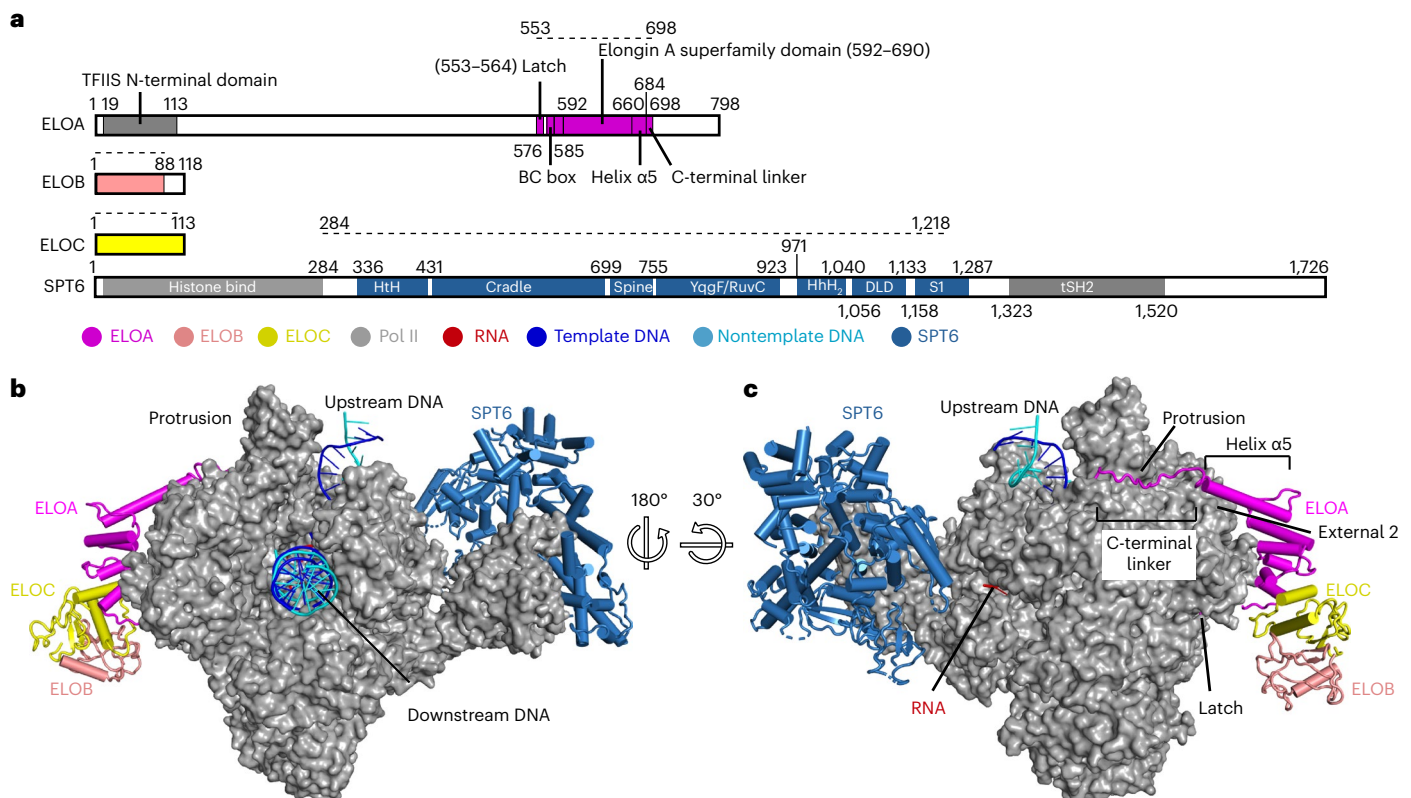 a
553 698
Elongin A superfamily domain (592–690)
(553–564) Latch
TFIIS N-terminal domain
684
1 19 113 592 660 698 798
ELOA
576 585
BC box Helix α5 C-terminal linker
1 88 118
ELOB
1 113
ELOC
284 1,218
971
1 284 336 431 699 755 923 1,040 1,133 1,287 1,726
SPT6 Histone bind HtH Cradle Spine YqgF/RuvC HhH2 DLD S1 tSH2
1,056 1,158 1,323 1,520
ELOA ELOB ELOC Pol II RNA Template DNA Nontemplate DNA SPT6
b
Protrusion
Upstream DNA
SPT6
ELOA
ELOC
ELOB
Downstream DNA
180° 30°
c
SPT6
Upstream DNA
Protrusion
Helix α5
ELOA
External 2
C-terminal
linker
ELOC
ELOB
Latch
RNA